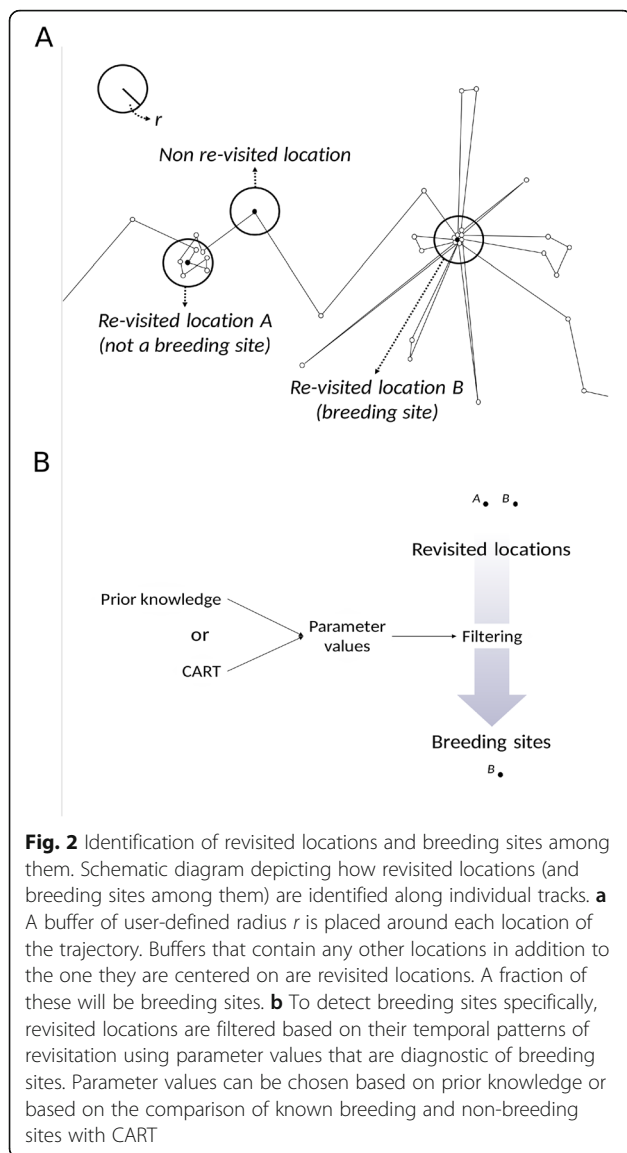 A
r
Non re-visited location
Re-visited location A
(not a breeding site)
Re-visited location B
(breeding site)
B
A B
Revisited locations
Prior knowledge
or
CART
Parameter
values
Filtering
Breeding sites
B
Fig. 2 Identification of revisited locations and breeding sites among
them. Schematic diagram depicting how revisited locations (and
breeding sites among them) are identified along individual tracks. a
A buffer of user-defined radius r is placed around each location of
the trajectory. Buffers that contain any other locations in addition to
the one they are centered on are revisited locations. A fraction of
these will be breeding sites. b To detect breeding sites specifically,
revisited locations are filtered based on their temporal patterns of
revisitation using parameter values that are diagnostic of breeding
sites. Parameter values can be chosen based on prior knowledge or
based on the comparison of known breeding and non-breeding
sites with CART